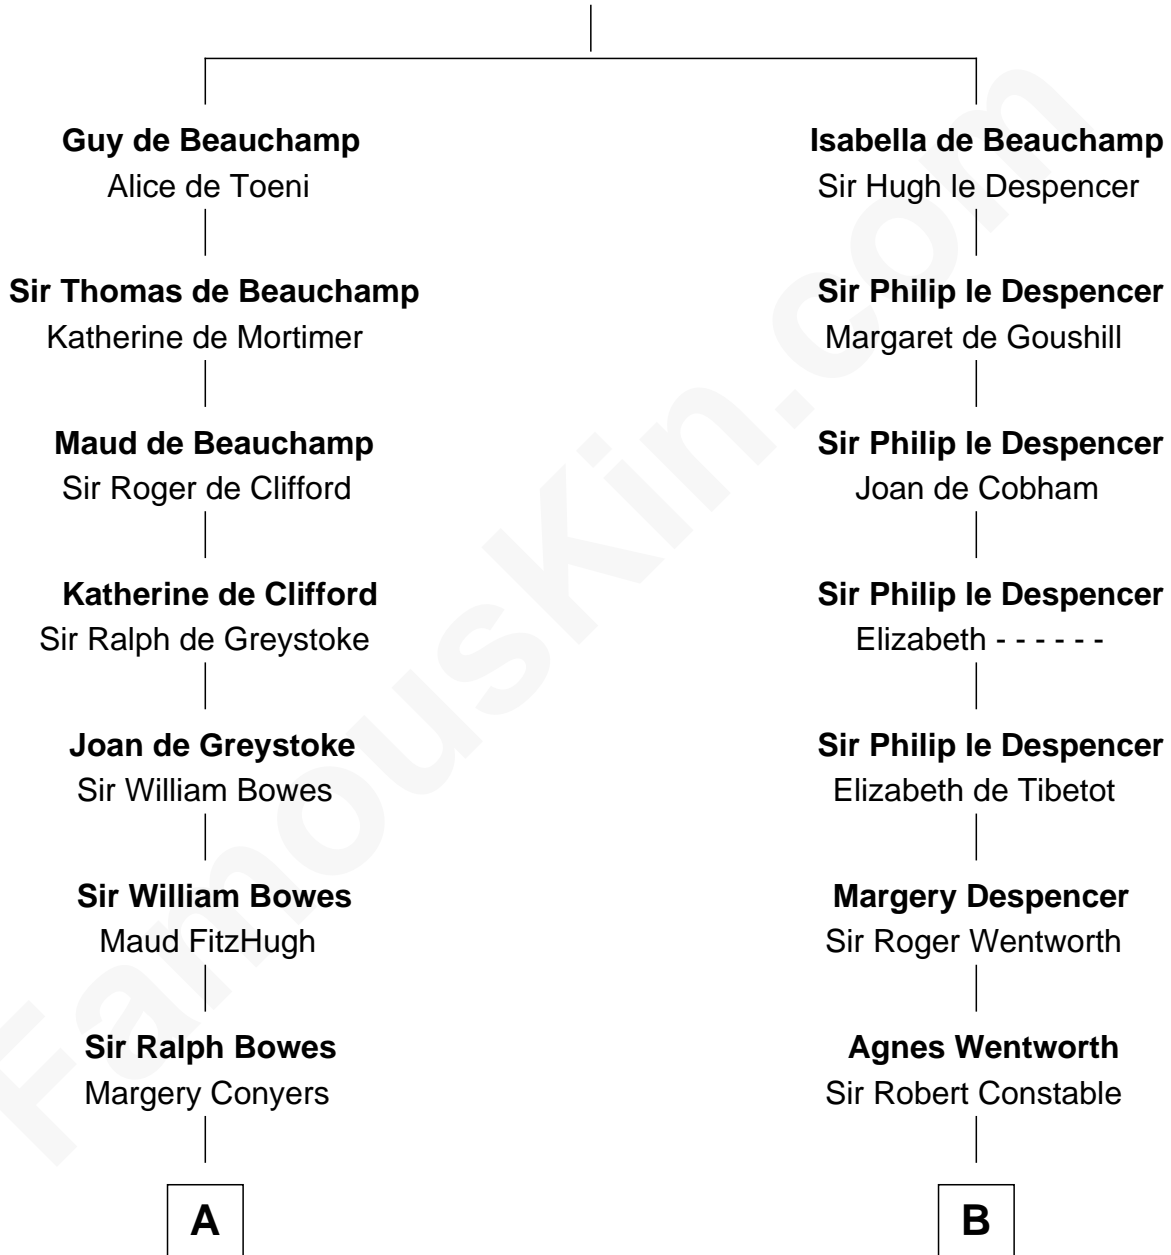 Guy de Beauchamp
Alice de Toeni
Sir Thomas de Beauchamp
Katherine de Mortimer
Maud de Beauchamp
Sir Roger de Clifford
Katherine de Clifford
Sir Ralph de Greystoke
Joan de Greystoke
Sir William Bowes
Sir William Bowes
Maud FitzHugh
Sir Ralph Bowes
Margery Conyers
A
Isabella de Beauchamp
Sir Hugh le Despencer
Sir Philip le Despencer
Margaret de Goushill
Sir Philip le Despencer
Joan de Cobham
Sir Philip le Despencer
Elizabeth - - - - - -
Sir Philip le Despencer
Elizabeth de Tibetot
Margery Despencer
Sir Roger Wentworth
Agnes Wentworth
Sir Robert Constable
B
FamousKin.com